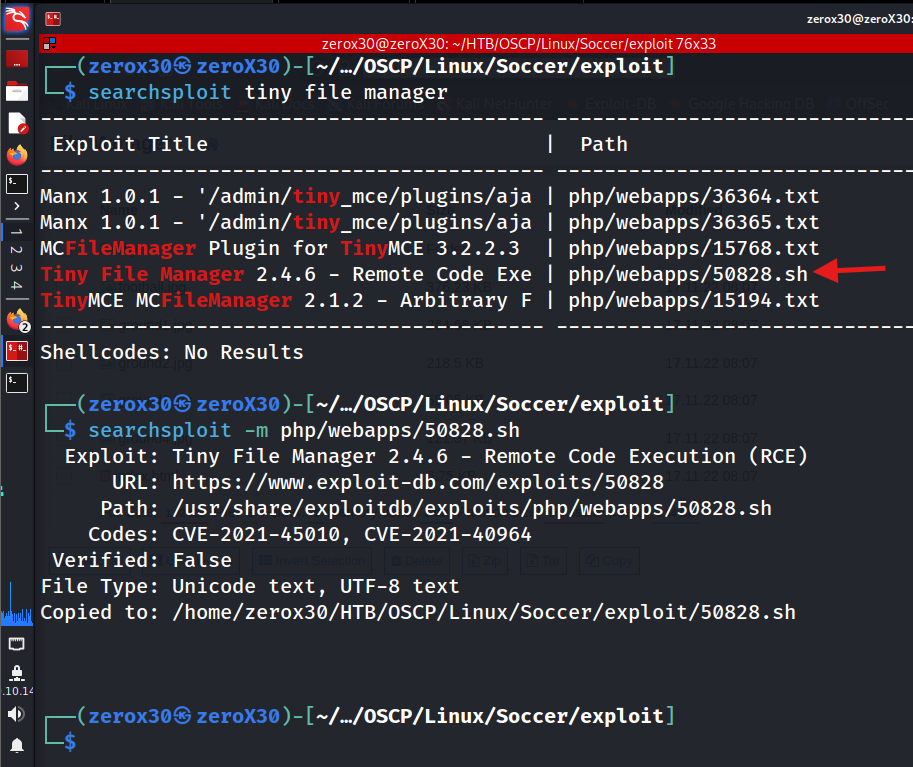 zerox30@zeroX30:
zerox30@zeroX30: ~/HTB/OSCP/Linux/Soccer/exploit 76x33
┌──(zerox30㉿zeroX30)-[~/…/OSCP/Linux/Soccer/exploit]
└─$ searchsploit tiny file manager
------------------------------------------ ------------------------------
Exploit Title | Path
------------------------------------------ ------------------------------
Manx 1.0.1 - '/admin/tiny_mce/plugins/aja | php/webapps/36364.txt
Manx 1.0.1 - '/admin/tiny_mce/plugins/aja | php/webapps/36365.txt
MCFileManager Plugin for TinyMCE 3.2.2.3 | php/webapps/15768.txt
Tiny File Manager 2.4.6 - Remote Code Exe | php/webapps/50828.sh
TinyMCE MCFileManager 2.1.2 - Arbitrary F | php/webapps/15194.txt
------------------------------------------ ------------------------------
Shellcodes: No Results
┌──(zerox30㉿zeroX30)-[~/…/OSCP/Linux/Soccer/exploit]
└─$ searchsploit -m php/webapps/50828.sh
Exploit: Tiny File Manager 2.4.6 - Remote Code Execution (RCE)
URL: https://www.exploit-db.com/exploits/50828
Path: /usr/share/exploitdb/exploits/php/webapps/50828.sh
Codes: CVE-2021-45010, CVE-2021-40964
Verified: False
File Type: Unicode text, UTF-8 text
Copied to: /home/zerox30/HTB/OSCP/Linux/Soccer/exploit/50828.sh
┌──(zerox30㉿zeroX30)-[~/…/OSCP/Linux/Soccer/exploit]
└─$
1
2
3
4
2
.10.14